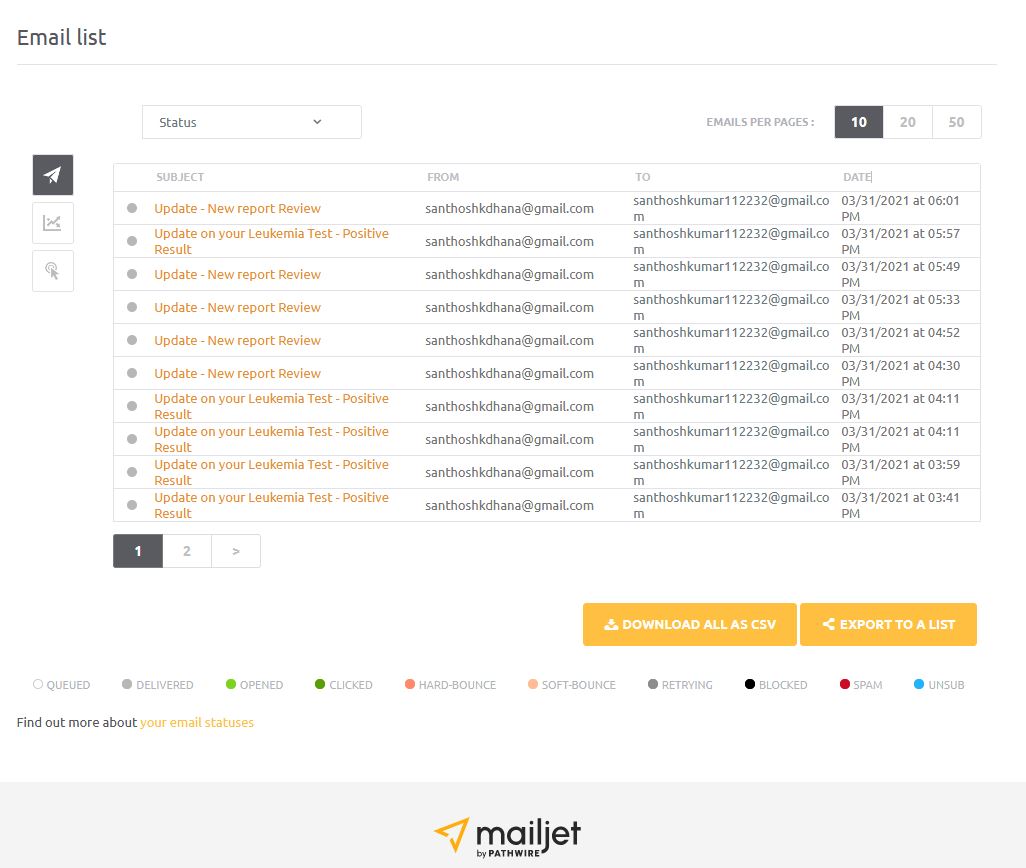 Email list
Status
EMAILS PER PAGES : 10 20 50
SUBJECT FROM TO DATE
Update - New report Review santhoshkdhana@gmail.com santhoshkumar112232@gmail.co 03/31/2021 at 06:01
m PM
Update on your Leukemia Test - Positive santhoshkdhana@gmail.com santhoshkumar112232@gmail.co 03/31/2021 at 05:57
Result m PM
Update - New report Review santhoshkdhana@gmail.com santhoshkumar112232@gmail.co 03/31/2021 at 05:49
m PM
Update - New report Review santhoshkdhana@gmail.com santhoshkumar112232@gmail.co 03/31/2021 at 05:33
m PM
Update - New report Review santhoshkdhana@gmail.com santhoshkumar112232@gmail.co 03/31/2021 at 04:52
m PM
Update - New report Review santhoshkdhana@gmail.com santhoshkumar112232@gmail.co 03/31/2021 at 04:30
m PM
Update on your Leukemia Test - Positive santhoshkdhana@gmail.com santhoshkumar112232@gmail.co 03/31/2021 at 04:11
Result m PM
Update on your Leukemia Test - Positive santhoshkdhana@gmail.com santhoshkumar112232@gmail.co 03/31/2021 at 04:11
Result m PM
Update on your Leukemia Test - Positive santhoshkdhana@gmail.com santhoshkumar112232@gmail.co 03/31/2021 at 03:59
Result m PM
Update on your Leukemia Test - Positive santhoshkdhana@gmail.com santhoshkumar112232@gmail.co 03/31/2021 at 03:41
Result m PM
1 2 >
DOWNLOAD ALL AS CSV EXPORT TO A LIST
QUEUED DELIVERED OPENED CLICKED HARD-BOUNCE SOFT-BOUNCE RETRYING BLOCKED SPAM UNSUB
Find out more about your email statuses
mailjet
by PATHWIRE